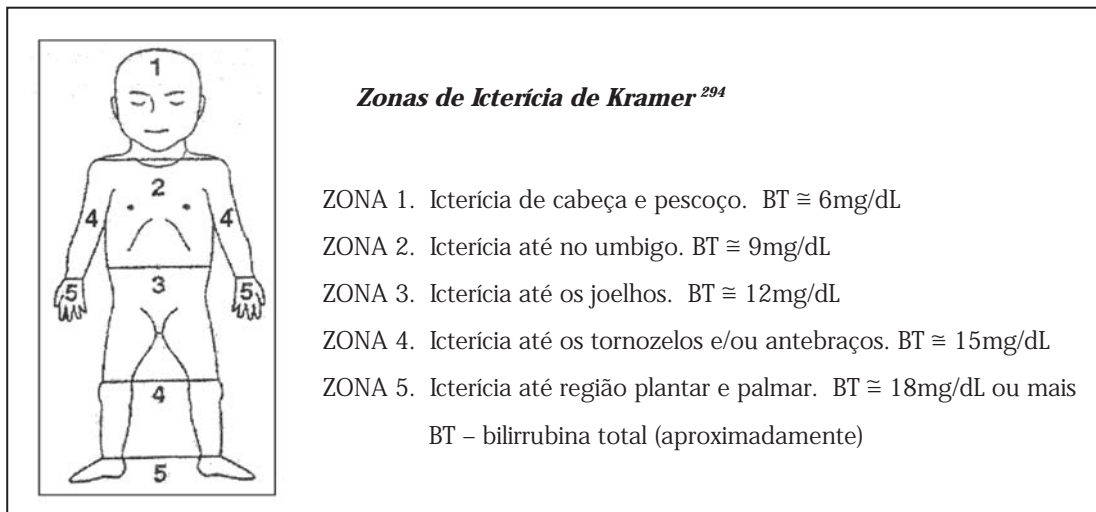 1
2
4
4
3
5
5
4
5
Zonas de Icterícia de Kramer 294
ZONA 1. Icterícia de cabeça e pescoço. BT ≅ 6mg/dL
ZONA 2. Icterícia até no umbigo. BT ≅ 9mg/dL
ZONA 3. Icterícia até os joelhos. BT ≅ 12mg/dL
ZONA 4. Icterícia até os tornozelos e/ou antebraços. BT ≅ 15mg/dL
ZONA 5. Icterícia até região plantar e palmar. BT ≅ 18mg/dL ou mais
BT – bilirrubina total (aproximadamente)